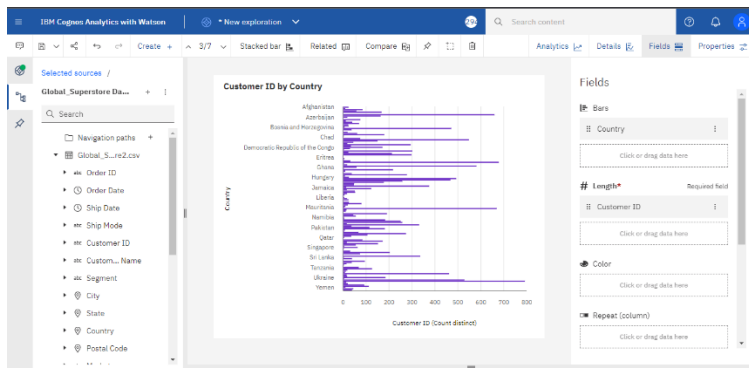 IBM Cognos Analytics with Watson
* New exploration
29+
Search content
Create +
3/7
Stacked bar
Related
Compare
Analytics
Details
Fields
Properties
Selected sources /
Global_Superstore Da...
Search
Navigation paths +
Global_S...re2.csv
abc Order ID
Order Date
Ship Date
abc Ship Mode
abc Customer ID
abc Custom... Name
abc Segment
City
State
Country
Postal Code
Customer ID by Country
Country
Afghanistan
Azerbaijan
Bosnia and Herzegovina
Chad
Democratic Republic of the Congo
Eritrea
Ghana
Hungary
Jamaica
Liberia
Mauritania
Namibia
Pakistan
Qatar
Singapore
Sri Lanka
Tanzania
Ukraine
Yemen
0 100 200 300 400 500 600 700 800
Customer ID (Count distinct)
Fields
Bars
Country
Click or drag data here
# Length* Required field
Customer ID
Click or drag data here
Color
Click or drag data here
Repeat (column)
Click or drag data here